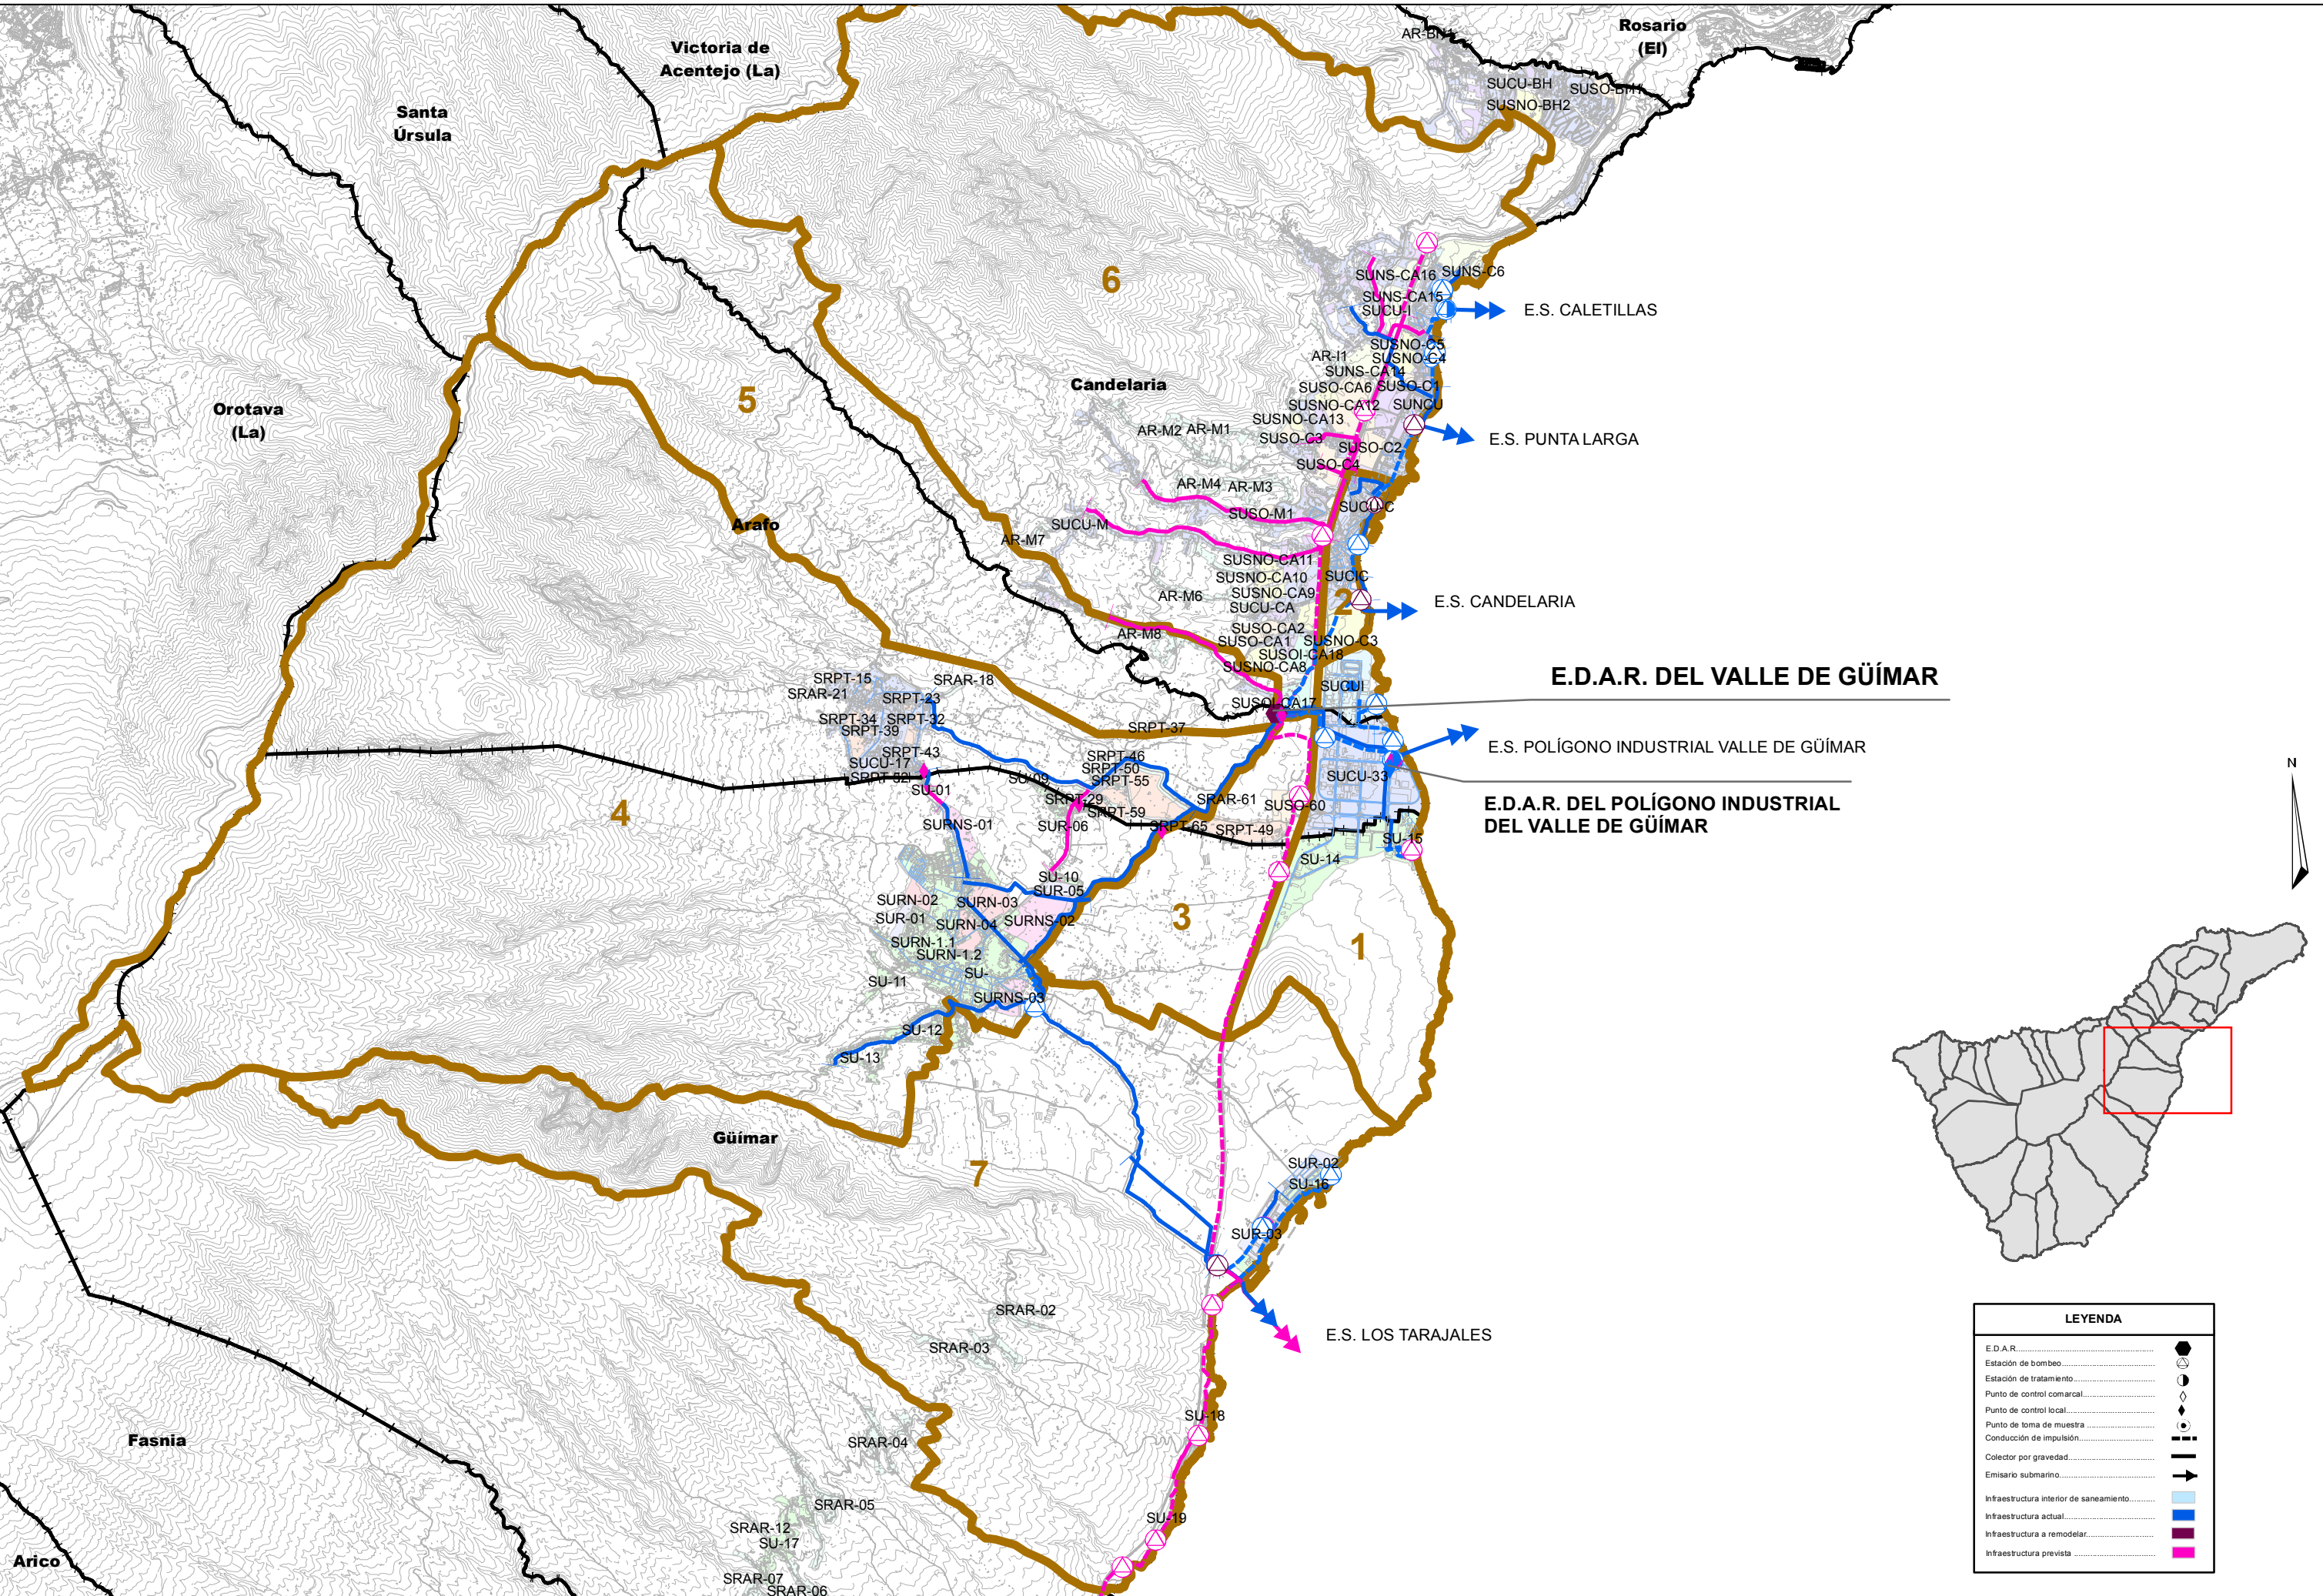 Rosario
(El)
AR-BH1
Victoria de
Acentejo (La)
SUCU-BH
SUSO-BH1
SUSNO-BH2
Santa
Úrsula
6
SUNS-CA16
SUNS-C6
SUNS-CA15
SUCU-I
E.S. CALETILLAS
SUSNO-C5
AR-I1
SUSNO-C4
SUNS-CA14
Candelaria
SUSO-CA6
SUSO-C1
5
Orotava
(La)
SUSNO-CA12
SUNCU
SUSNO-CA13
AR-M2
AR-M1
SUSO-C3
E.S. PUNTA LARGA
SUSO-C2
SUSO-C4
AR-M4
AR-M3
SUCU-C
SUSO-M1
Arafo
SUCU-M
AR-M7
SUSNO-CA11
SUSNO-CA10
SUCIC
SUSNO-CA9
AR-M6
SUCU-CA
2
E.S. CANDELARIA
SUSO-CA2
AR-M8
SUSO-CA1
SUSNO-C3
SUSOI-CA18
SUSNO-CA8
E.D.A.R. DEL VALLE DE GÜÍMAR
SRPT-15
SRAR-18
SRAR-21
SUCUI
SRPT-23
SUSOI-CA17
SRPT-34
SRPT-32
SRPT-39
SRPT-37
E.S. POLÍGONO INDUSTRIAL VALLE DE GÜÍMAR
SRPT-43
SRPT-46
SUCU-17
SRPT-50
SRPT-52
SU-09
SRPT-55
SUCU-33
SU-01
N
SRPT-29
SRAR-61
SUSO-60
E.D.A.R. DEL POLÍGONO INDUSTRIAL
DEL VALLE DE GÜÍMAR
4
SRPT-59
SURNS-01
SUR-06
SRPT-65
SRPT-49
SU-15
SU-14
SU-10
SUR-05
SURN-02
SURN-03
SUR-01
SURN-04
SURNS-02
3
SURN-1.1
SURN-1.2
1
SU-11
SU-
SURNS-03
SU-12
SU-13
Güímar
7
SUR-02
SU-16
SUR-03
SRAR-02
E.S. LOS TARAJALES
SRAR-03
SU-18
Fasnia
SRAR-04
SRAR-05
SU-19
SRAR-12
SU-17
Arico
SRAR-07
SRAR-06
LEYENDA
E.D.A.R.
Estación de bombeo
Estación de tratamiento
Punto de control comarcal
Punto de control local
Punto de toma de muestra
Conducción de impulsión
Colector por gravedad
Emisario submarino
Infraestructura interior de saneamiento
Infraestructura actual
Infraestructura a remodelar
Infraestructura prevista